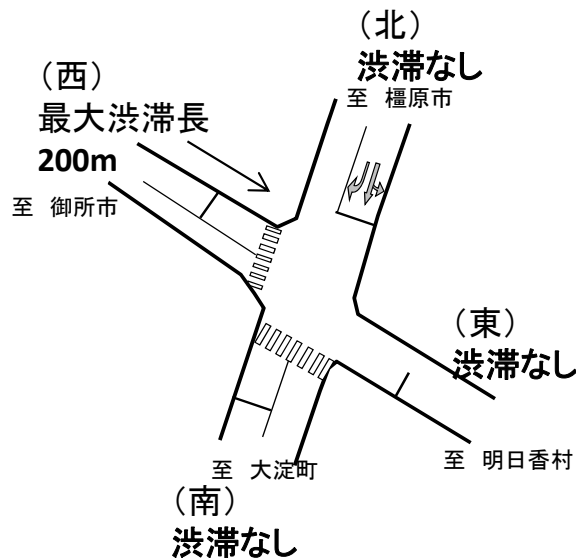 （北）
渋滞なし
至　橿原市
（西）
最大渋滞長
200m
至　御所市
（東）
渋滞なし
至　明日香村
至　大淀町
（南）
渋滞なし